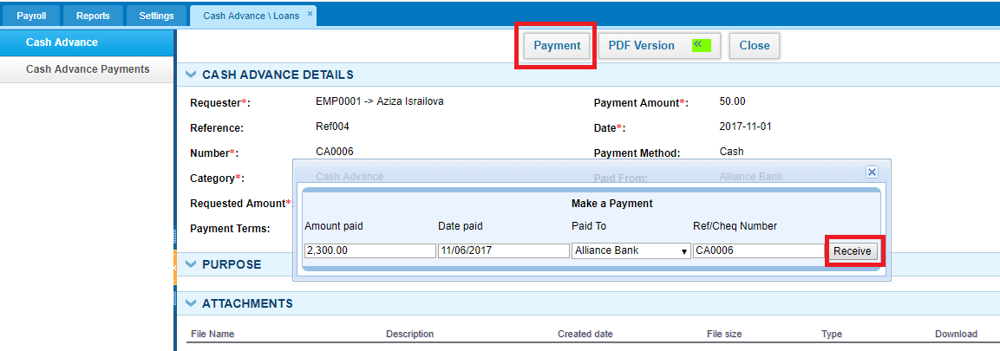 Payroll Reports Settings Cash Advance \ Loans ×
Cash Advance
Cash Advance Payments
Payment PDF Version « Close
CASH ADVANCE DETAILS
Requester*: EMP0001 -> Aziza Israilova Payment Amount*: 50.00
Reference: Ref004 Date*: 2017-11-01
Number*: CA0006 Payment Method: Cash
Category*: Cash Advance Paid From: Alliance Bank
Requested Amount*:
Payment Terms:
Make a Payment
Amount paid Date paid Paid To Ref/Cheq Number
2,300.00 11/06/2017 Alliance Bank CA0006 Receive
PURPOSE
ATTACHMENTS
File Name Description Created date File size Type Download